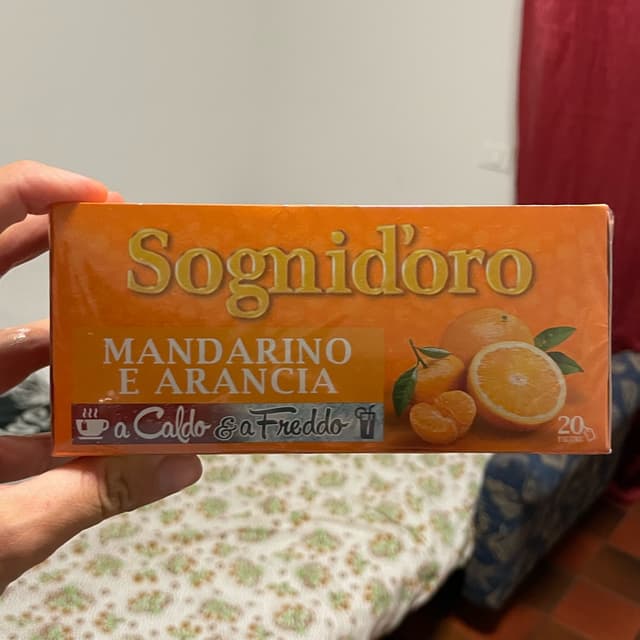 Sognid'oro
MANDARINO
E ARANCIA
a Caldo & a Freddo
20